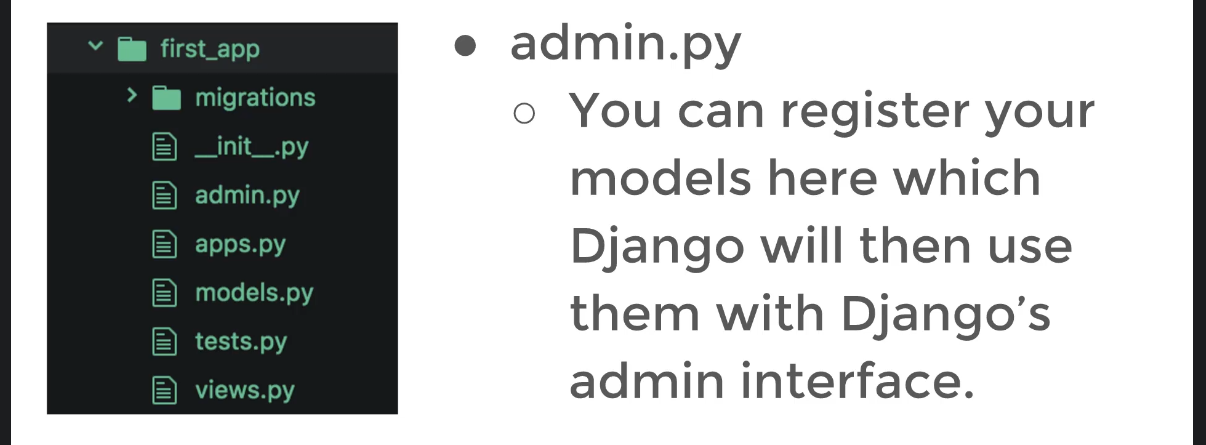 first_app
migrations
__init__.py
admin.py
apps.py
models.py
tests.py
views.py
admin.py
You can register your
models here which
Django will then use
them with Django’s
admin interface.